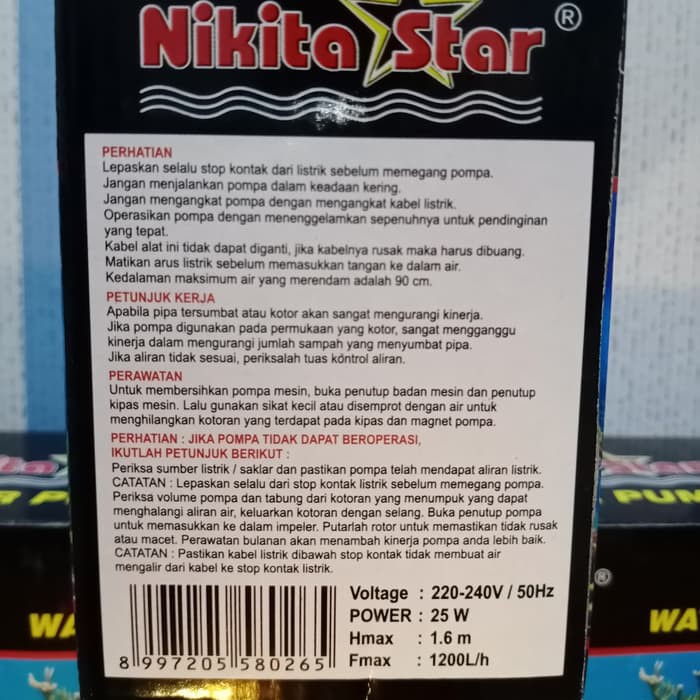 Nikita Star ®
PERHATIAN
Lepaskan selalu stop kontak dari listrik sebelum memegang pompa.
Jangan menjalankan pompa dalam keadaan kering.
Jangan mengangkat pompa dengan mengangkat kabel listrik.
Operasikan pompa dengan menenggelamkan sepenuhnya untuk pendinginan
yang tepat.
Kabel alat ini tidak dapat diganti, jika kabelnya rusak maka harus dibuang.
Matikan arus listrik sebelum memasukkan tangan ke dalam air.
Kedalaman maksimum air yang merendam adalah 90 cm.
PETUNJUK KERJA
Apabila pipa tersumbat atau kotor akan sangat mengurangi kinerja.
Jika pompa digunakan pada permukaan yang kotor, sangat mengganggu
kinerja dalam mengurangi jumlah sampah yang menyumbat pipa.
Jika aliran tidak sesuai, periksalah tuas kontrol aliran.
PERAWATAN
Untuk membersihkan pompa mesin, buka penutup badan mesin dan penutup
kipas mesin. Lalu gunakan sikat kecil atau disemprot dengan air untuk
menghilangkan kotoran yang terdapat pada kipas dan magnet pompa.
PERHATIAN : JIKA POMPA TIDAK DAPAT BEROPERASI,
IKUTLAH PETUNJUK BERIKUT :
Periksa sumber listrik / saklar dan pastikan pompa telah mendapat aliran listrik.
CATATAN : Lepaskan selalu dari stop kontak listrik sebelum memegang pompa.
Periksa volume pompa dan tabung dari kotoran yang menumpuk yang dapat
menghalangi aliran air, keluarkan kotoran dengan selang. Buka penutup pompa
untuk memasukkan ke dalam impeler. Putarlah rotor untuk memastikan tidak rusak
atau macet. Perawatan bulanan akan menambah kinerja pompa anda lebih baik.
CATATAN : Pastikan kabel listrik dibawah stop kontak tidak membuat air
mengalir dari kabel ke stop kontak listrik.
Voltage : 220-240V / 50Hz
POWER : 25 W
Hmax : 1.6 m
Fmax : 1200L/h
8 997205 580265
WA
WA